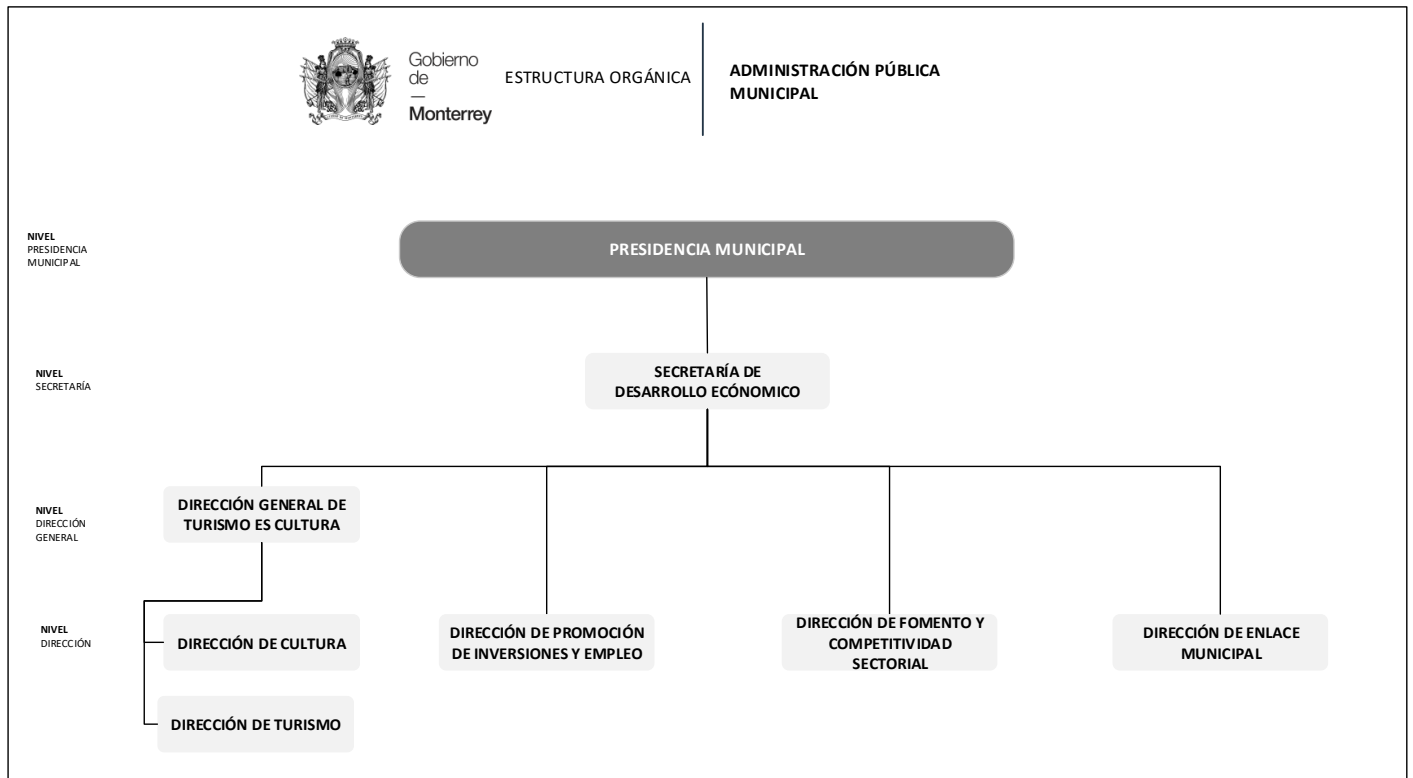 Gobierno
de
—
Monterrey
ESTRUCTURA ORGÁNICA
ADMINISTRACIÓN PÚBLICA
MUNICIPAL
NIVEL
PRESIDENCIA
MUNICIPAL
PRESIDENCIA MUNICIPAL
NIVEL
SECRETARÍA
SECRETARÍA DE
DESARROLLO ECÓNOMICO
NIVEL
DIRECCIÓN
GENERAL
DIRECCIÓN GENERAL DE
TURISMO ES CULTURA
NIVEL
DIRECCIÓN
DIRECCIÓN DE CULTURA
DIRECCIÓN DE PROMOCIÓN
DE INVERSIONES Y EMPLEO
DIRECCIÓN DE FOMENTO Y
COMPETITIVIDAD
SECTORIAL
DIRECCIÓN DE ENLACE
MUNICIPAL
DIRECCIÓN DE TURISMO